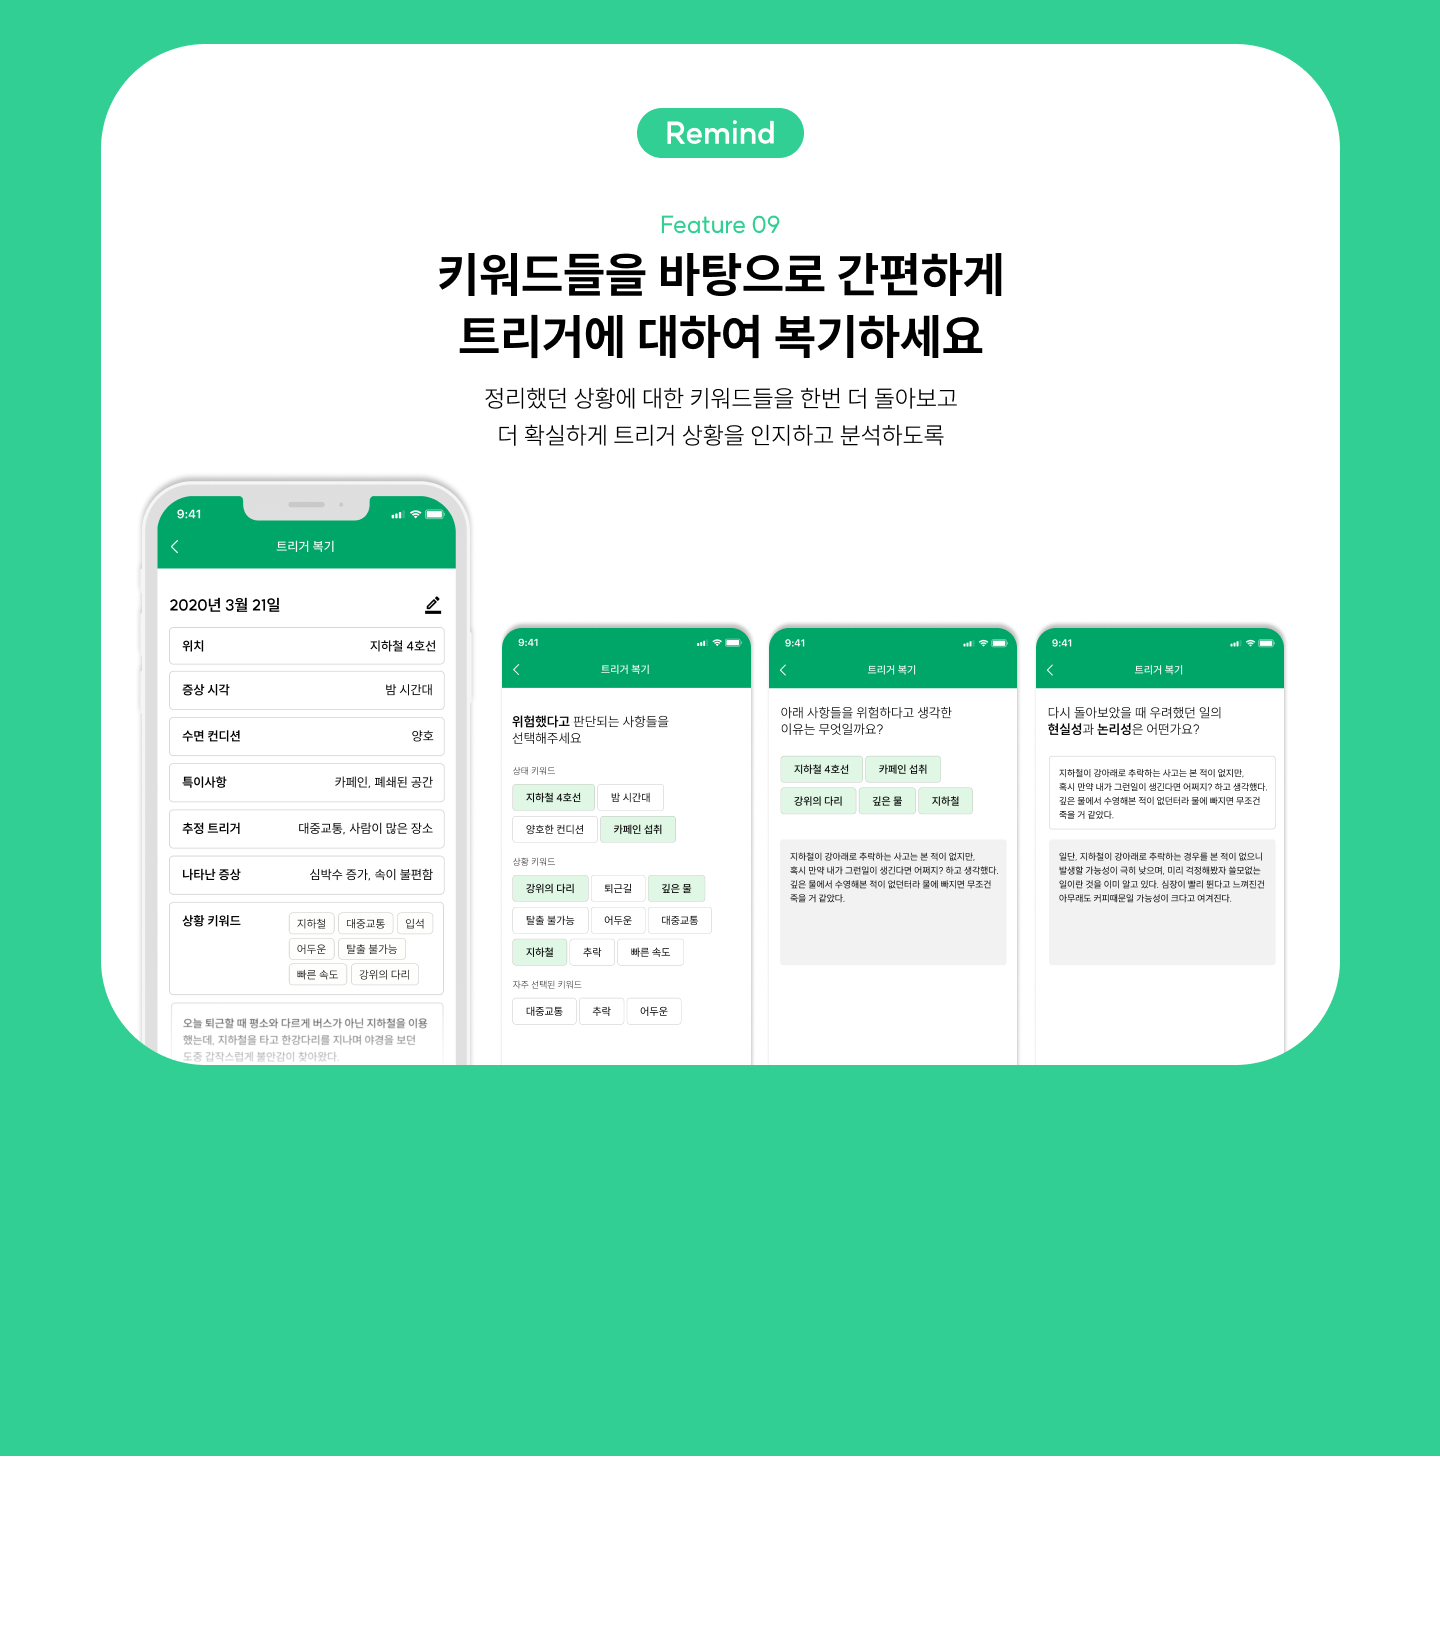 Remind
Feature 09
키워드들을 바탕으로 간편하게
트리거에 대하여 복기하세요
정리했던 상황에 대한 키워드들을 한번 더 돌아보고
더 확실하게 트리거 상황을 인지하고 분석하도록
9:41
트리거 복기
2020년 3월 21일
위치 지하철 4호선
증상 시각 밤 시간대
수면 컨디션 양호
특이사항 카페인, 폐쇄된 공간
추정 트리거 대중교통, 사람이 많은 장소
나타난 증상 심박수 증가, 속이 불편함
상황 키워드 지하철 대중교통 입석
어두운 탈출 불가능
빠른 속도 강위의 다리
오늘 퇴근할 때 평소와 다르게 버스가 아닌 지하철을 이용
했는데, 지하철을 타고 한강다리를 지나며 야경을 보던
도중 갑작스럽게 불안감이 찾아왔다.
9:41
트리거 복기
위험했다고 판단되는 사항들을
선택해주세요
상태 키워드
지하철 4호선 밤 시간대
양호한 컨디션 카페인 섭취
상황 키워드
강위의 다리 퇴근길 깊은 물
탈출 불가능 어두운 대중교통
지하철 추락 빠른 속도
자주 선택된 키워드
대중교통 추락 어두운
9:41
트리거 복기
아래 사항들을 위험하다고 생각한
이유는 무엇일까요?
지하철 4호선 카페인 섭취
강위의 다리 깊은 물 지하철
지하철이 강아래로 추락하는 사고는 본 적이 없지만,
혹시 만약 내가 그런일이 생긴다면 어쩌지? 하고 생각했다.
깊은 물에서 수영해본 적이 없던터라 물에 빠지면 무조건
죽을 거 같았다.
9:41
트리거 복기
다시 돌아보았을 때 우려했던 일의
현실성과 논리성은 어떤가요?
지하철이 강아래로 추락하는 사고는 본 적이 없지만,
혹시 만약 내가 그런일이 생긴다면 어쩌지? 하고 생각했다.
깊은 물에서 수영해본 적이 없던터라 물에 빠지면 무조건
죽을 거 같았다.
일단, 지하철이 강아래로 추락하는 경우를 본 적이 없으니
발생할 가능성이 극히 낮으며, 미리 걱정해봤자 쓸모없는
일이란 것을 이미 알고 있다. 심장이 빨리 뛴다고 느껴진건
아무래도 커피때문일 가능성이 크다고 여겨진다.